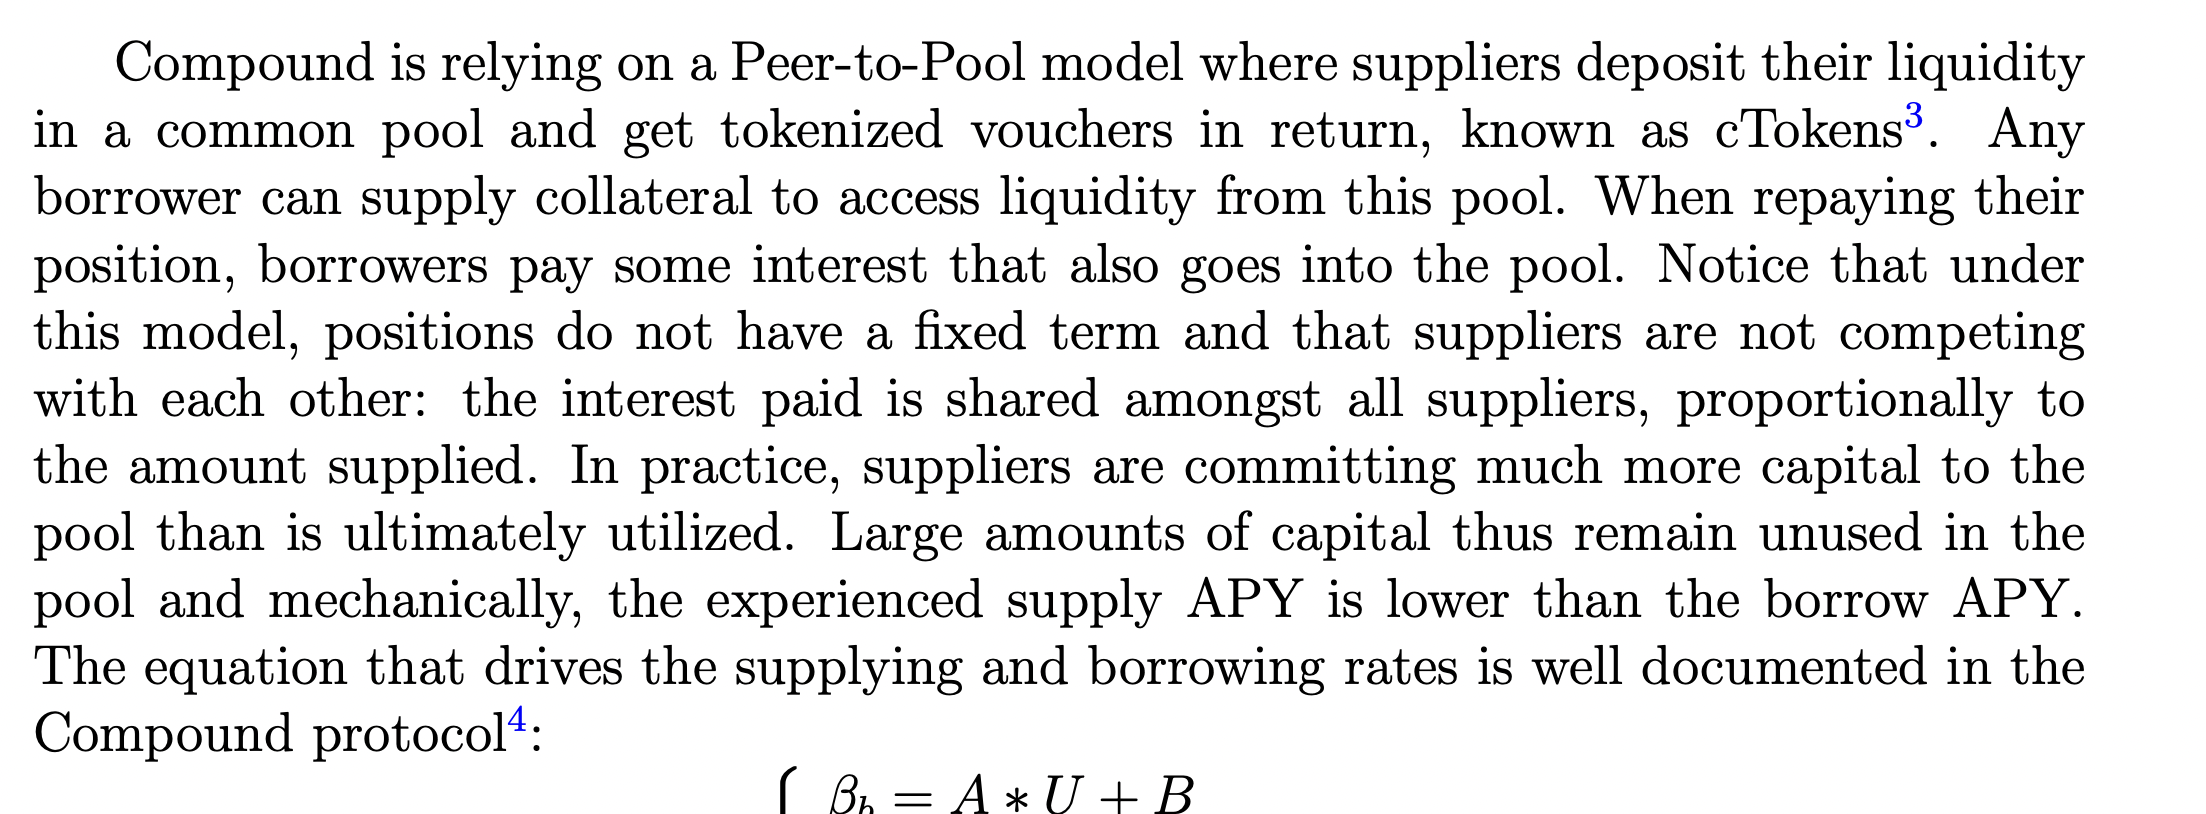 Compound is relying on a Peer-to-Pool model where suppliers deposit their liquidity
in a common pool and get tokenized vouchers in return, known as cTokens³. Any
borrower can supply collateral to access liquidity from this pool. When repaying their
position, borrowers pay some interest that also goes into the pool. Notice that under
this model, positions do not have a fixed term and that suppliers are not competing
with each other: the interest paid is shared amongst all suppliers, proportionally to
the amount supplied. In practice, suppliers are committing much more capital to the
pool than is ultimately utilized. Large amounts of capital thus remain unused in the
pool and mechanically, the experienced supply APY is lower than the borrow APY.
The equation that drives the supplying and borrowing rates is well documented in the
Compound protocol⁴:
{ β_b = A ∗ U + B